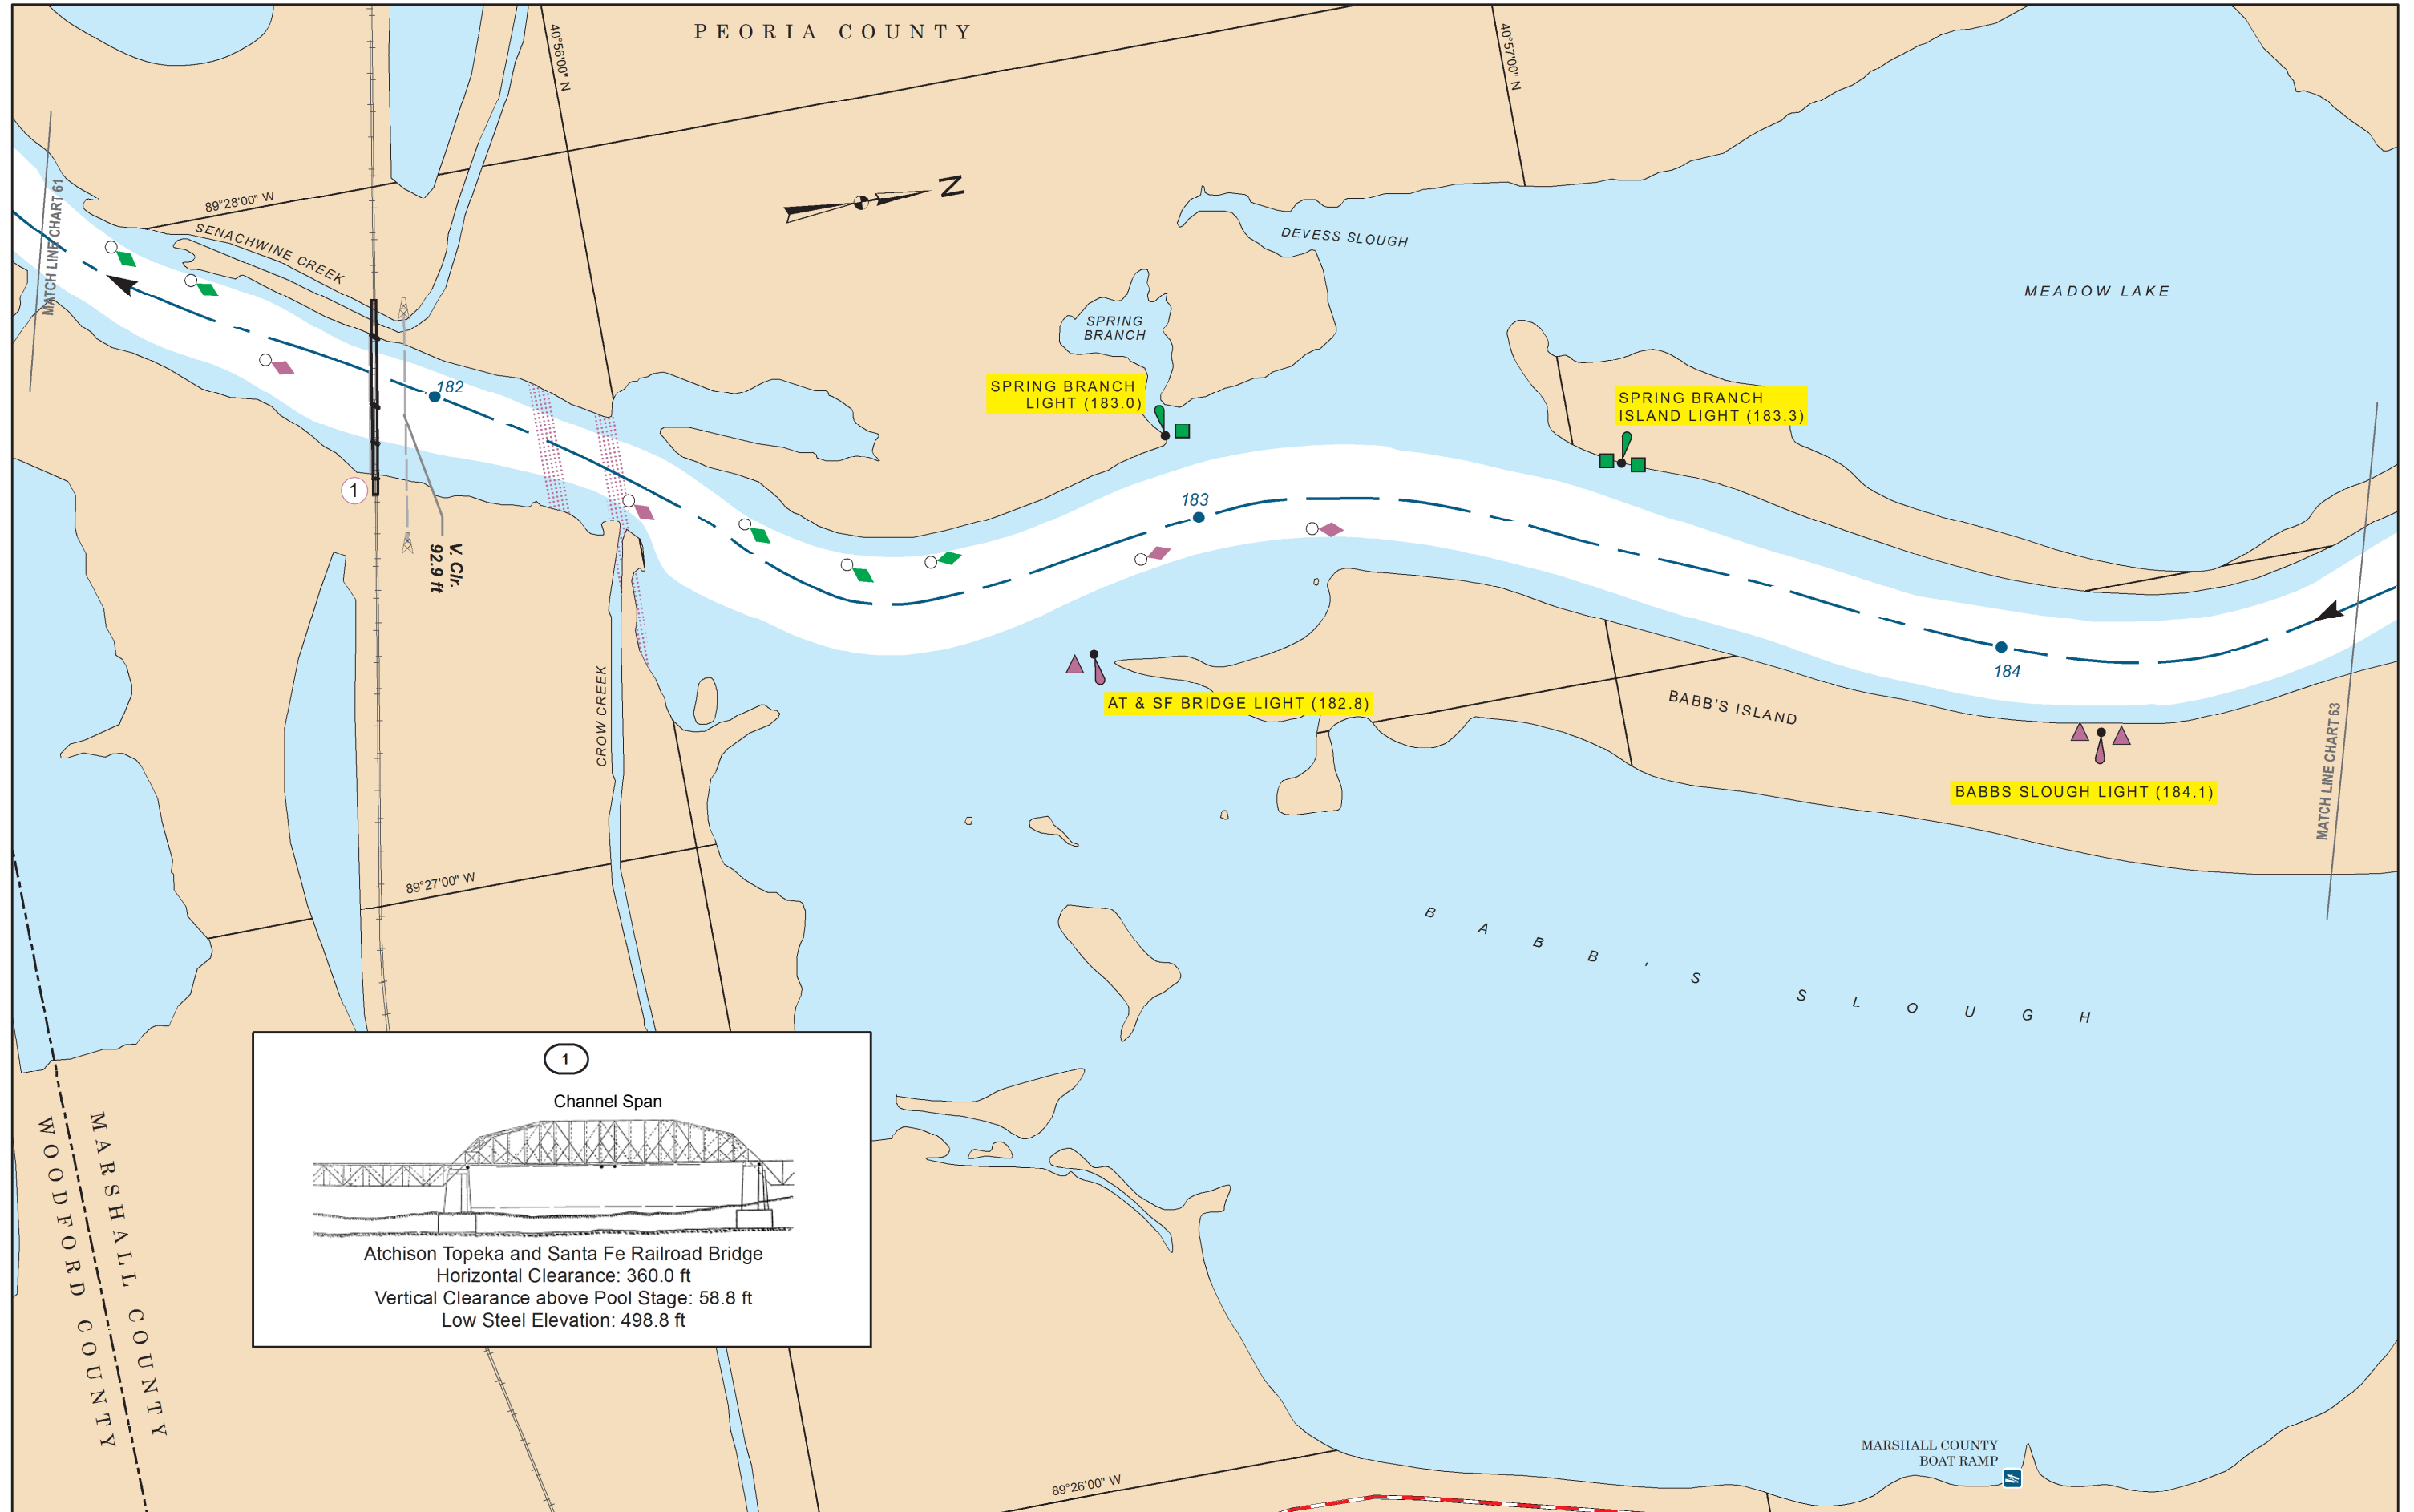 PEORIA COUNTY
40°56'00" N
40°57'00" N
N
MATCH LINE CHART 61
89°28'00" W
SENACHWINE CREEK
DEVESS SLOUGH
MEADOW LAKE
SPRING
BRANCH
182
SPRING BRANCH
LIGHT (183.0)
SPRING BRANCH
ISLAND LIGHT (183.3)
1
183
V. Clr.
92.9 ft
184
CROW CREEK
AT & SF BRIDGE LIGHT (182.8)
BABB'S ISLAND
MATCH LINE CHART 63
BABBS SLOUGH LIGHT (184.1)
89°27'00" W
BABB'S SLOUGH
1
Channel Span
Atchison Topeka and Santa Fe Railroad Bridge
Horizontal Clearance: 360.0 ft
Vertical Clearance above Pool Stage: 58.8 ft
Low Steel Elevation: 498.8 ft
MARSHALL COUNTY
WOODFORD COUNTY
MARSHALL COUNTY
BOAT RAMP
89°26'00" W